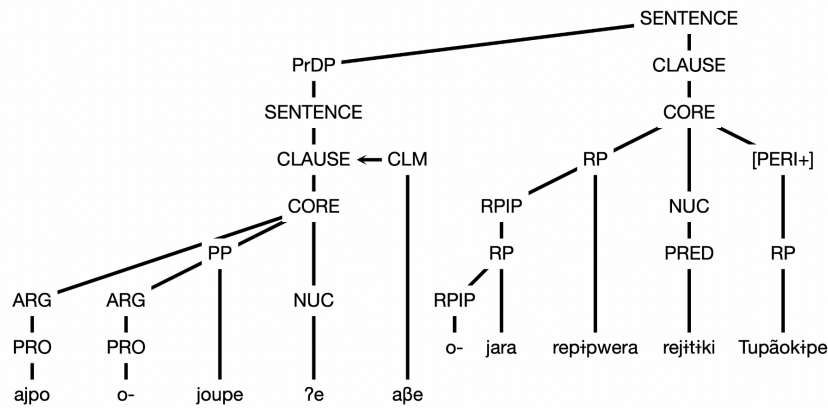 SENTENCE
PrDP CLAUSE
SENTENCE CORE
CLAUSE CLM RP [PERI+]
CORE RPIP NUC
PP RP PRED RP
ARG ARG NUC RPIP
PRO PRO o- jara repɨpwera rejɨtɨki Tupãokɨpe
ajpo o- joupe ʔe aβe